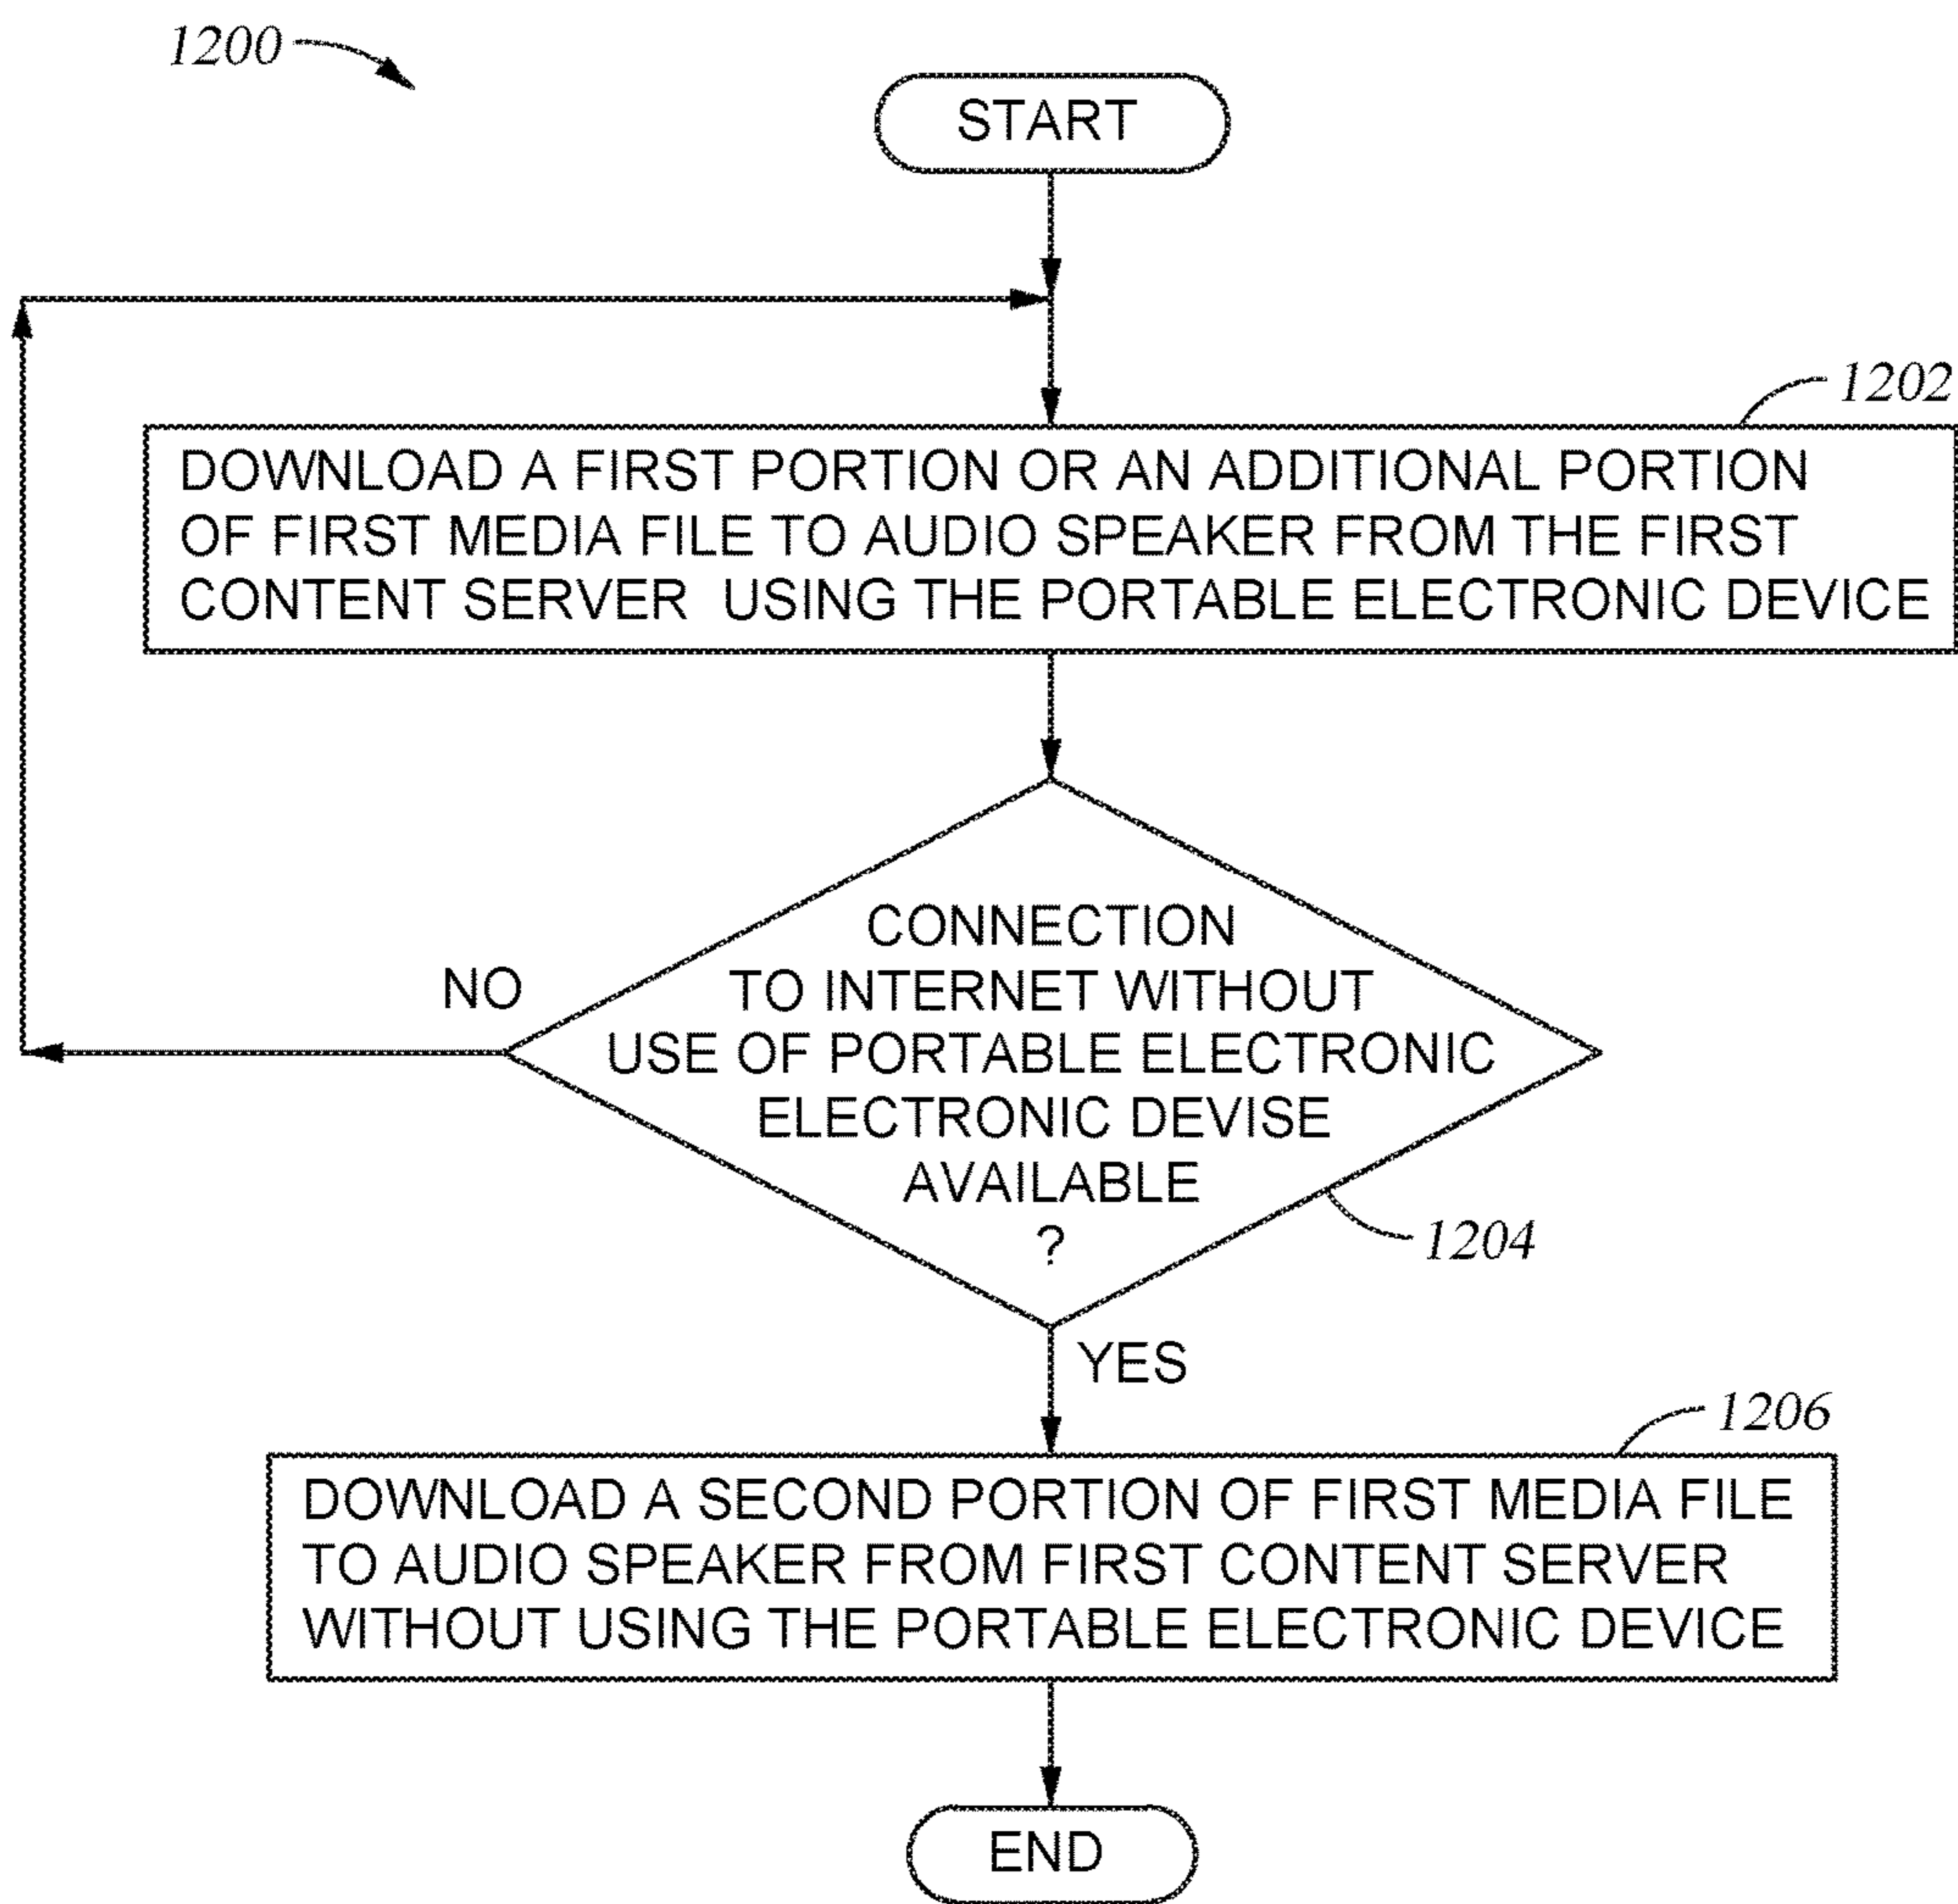 1200
START
1202
DOWNLOAD A FIRST PORTION OR AN ADDITIONAL PORTION
OF FIRST MEDIA FILE TO AUDIO SPEAKER FROM THE FIRST
CONTENT SERVER USING THE PORTABLE ELECTRONIC DEVICE
CONNECTION
TO INTERNET WITHOUT
USE OF PORTABLE ELECTRONIC
ELECTRONIC DEVISE
AVAILABLE
?
NO
1204
YES
1206
DOWNLOAD A SECOND PORTION OF FIRST MEDIA FILE
TO AUDIO SPEAKER FROM FIRST CONTENT SERVER
WITHOUT USING THE PORTABLE ELECTRONIC DEVICE
END